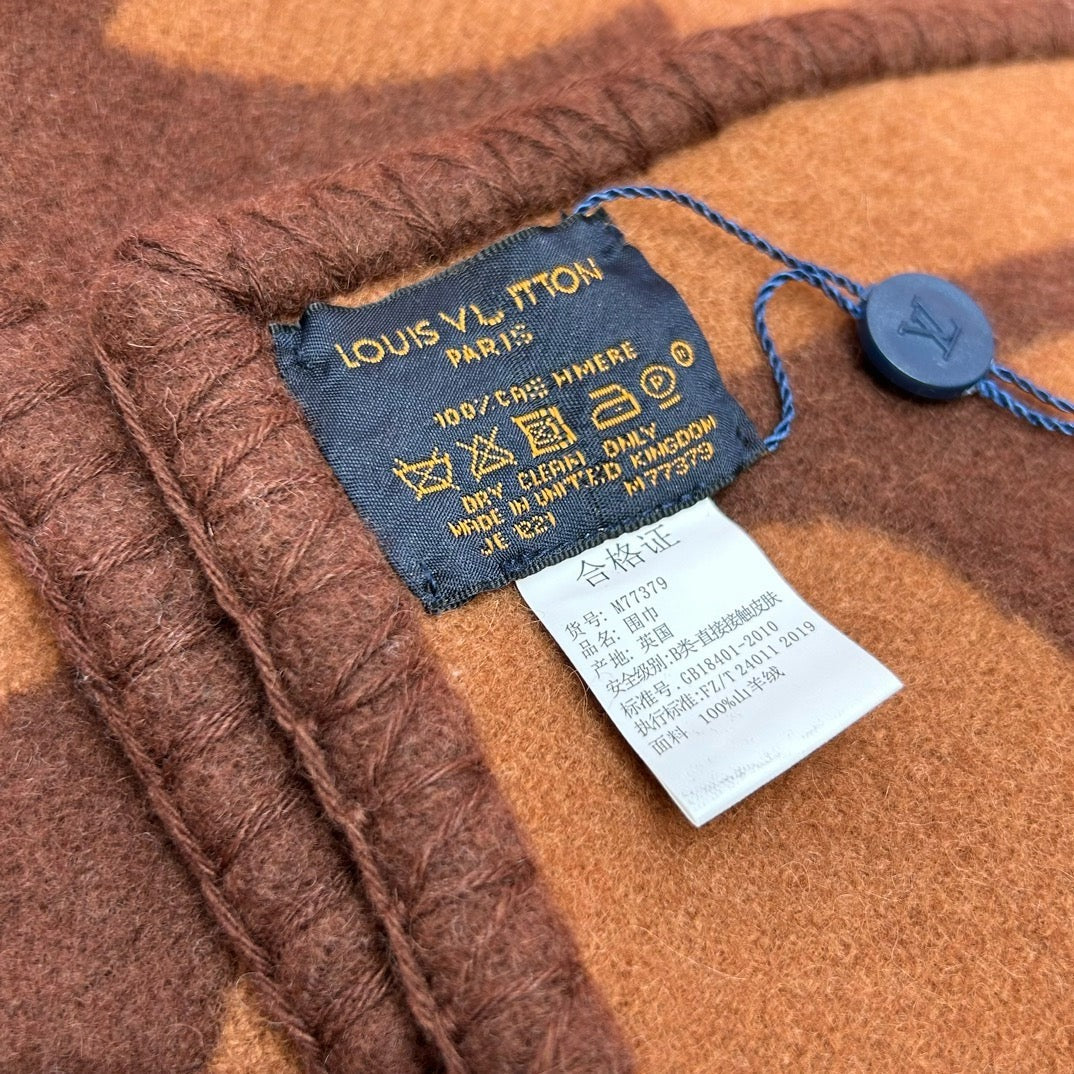 LOUIS VUITTON
PARIS
100% CASHMERE
P
DRY CLEAN ONLY
MADE IN UNITED KINGDOM
JE 1221
M77379
LV
合格证
货号: M77379
品名: 围巾
产地: 英国
安全级别:B类-直接接触皮肤
标准号.GB18401-2010
执行标准:FZ/T 24011 2019
面料 100%山羊绒